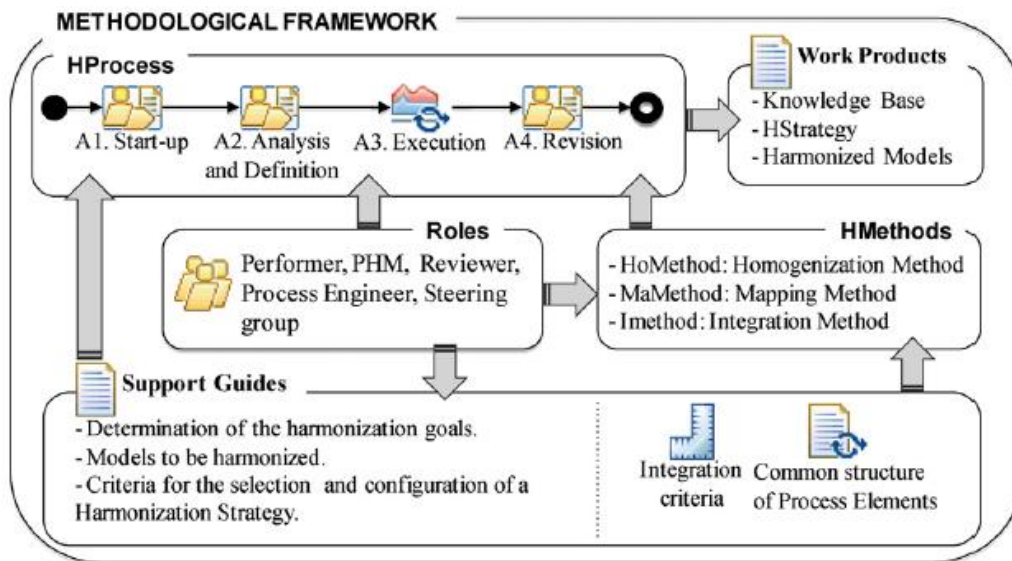 METHODOLOGICAL FRAMEWORK
HProcess
A1. Start-up
A2. Analysis
and Definition
A3. Execution
A4. Revision
Work Products
- Knowledge Base
- HStrategy
- Harmonized Models
Roles
Performer, PHM, Reviewer,
Process Engineer, Steering
group
HMethods
- HoMethod: Homogenization Method
- MaMethod: Mapping Method
- Imethod: Integration Method
Support Guides
- Determination of the harmonization goals.
- Models to be harmonized.
- Criteria for the selection and configuration of a
Harmonization Strategy.
Integration
criteria
Common structure
of Process Elements